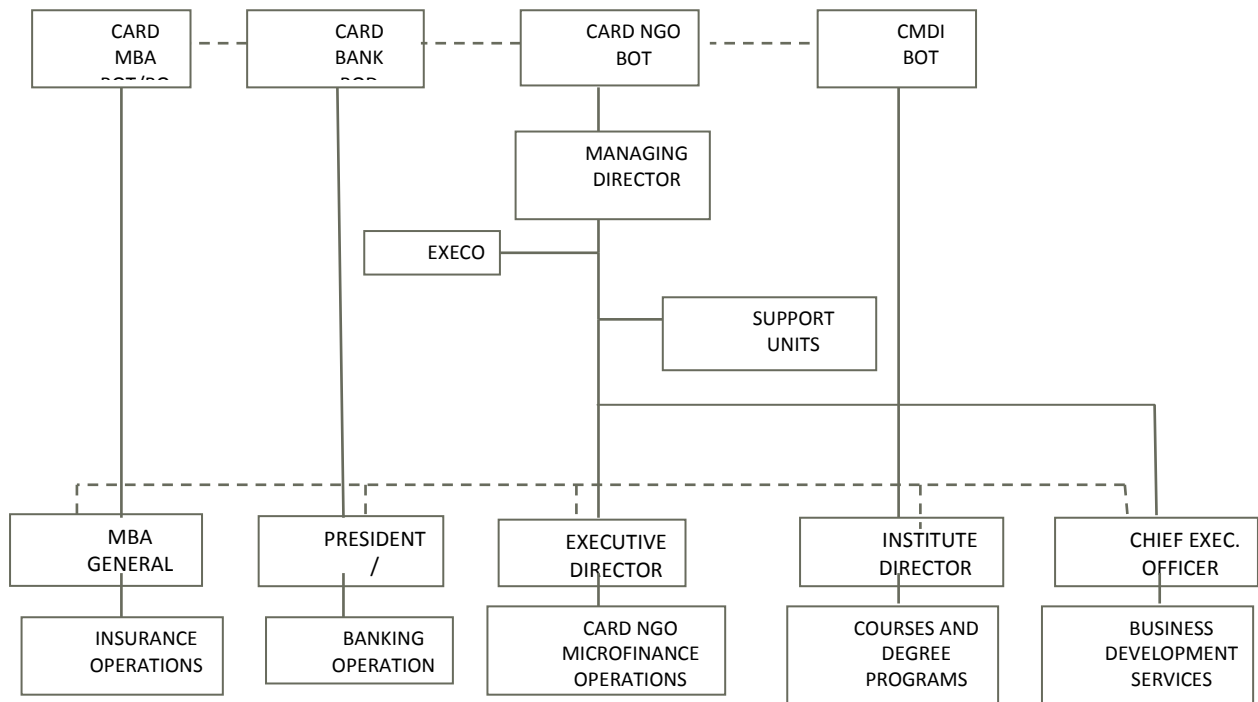 CARD
MBA
CARD
BANK
CARD NGO
BOT
CMDI
BOT
MANAGING
DIRECTOR
EXECO
SUPPORT
UNITS
MBA
GENERAL
PRESIDENT
/
EXECUTIVE
DIRECTOR
INSTITUTE
DIRECTOR
CHIEF EXEC.
OFFICER
INSURANCE
OPERATIONS
BANKING
OPERATION
CARD NGO
MICROFINANCE
OPERATIONS
COURSES AND
DEGREE
PROGRAMS
BUSINESS
DEVELOPMENT
SERVICES